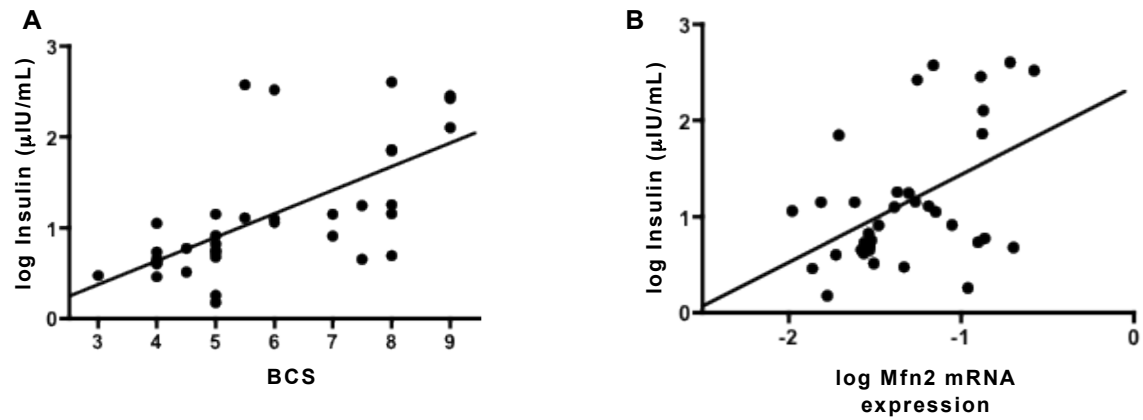 A
log Insulin (μIU/mL)
3
2
1
0
3 4 5 6 7 8 9
BCS
B
log Insulin (μIU/mL)
3
2
1
0
-2 -1 0
log Mfn2 mRNA
expression